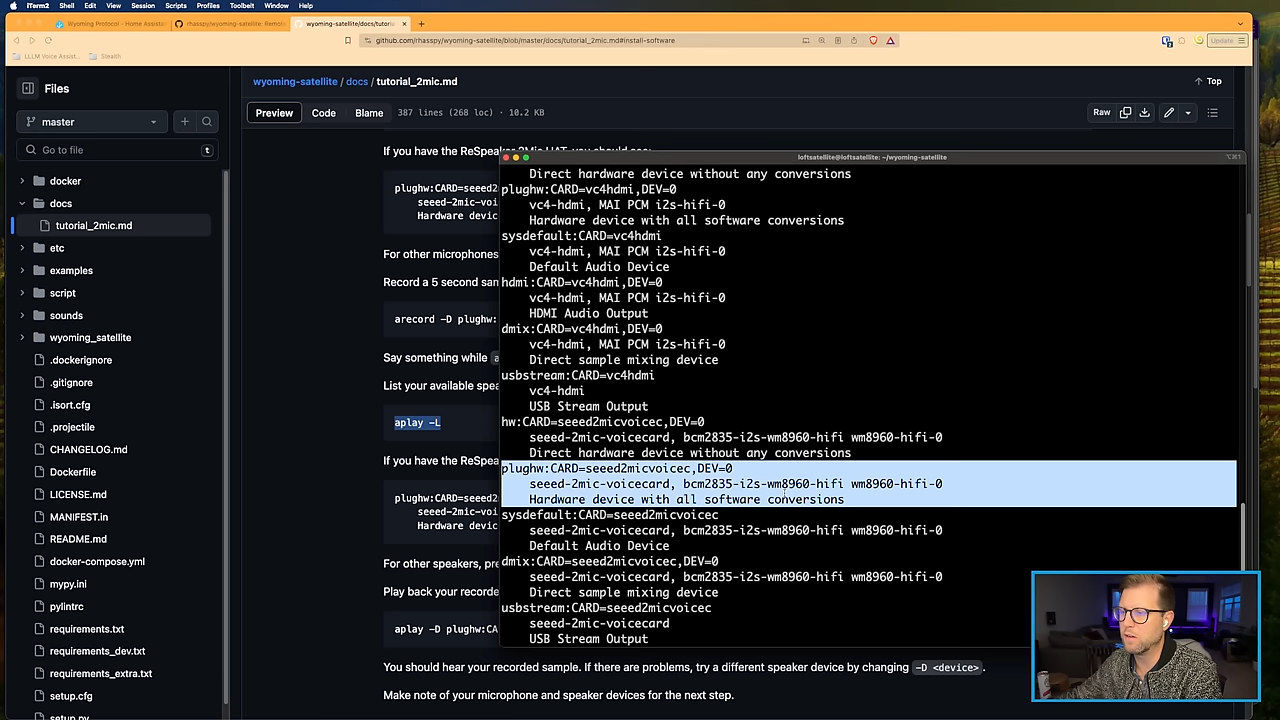 iTerm2 Shell Edit View Session Scripts Profiles Toolbelt Window Help
Wyoming Protocol - Home Assista
rhasspy/wyoming-satellite: Remo
wyoming-satellite/docs/tutorial
github.com/rhasspy/wyoming-satellite/blob/master/docs/tutorial_2mic.md#install-software
Update
LLLM Voice Assist... Stealth
Files
wyoming-satellite / docs / tutorial_2mic.md
Top
master
Preview Code Blame 387 lines (268 loc) · 10.2 KB
Raw
Go to file t
docker
docs
tutorial_2mic.md
etc
examples
script
sounds
wyoming_satellite
.dockerignore
.gitignore
.isort.cfg
.projectile
CHANGELOG.md
Dockerfile
LICENSE.md
MANIFEST.in
README.md
docker-compose.yml
mypy.ini
pylintrc
requirements.txt
requirements_dev.txt
requirements_extra.txt
setup.cfg
setup.py
If you have the ReSpeaker 2Mic HAT, you should see:
plughw:CARD=seeed2
seeed-2mic-voi
Hardware devic
For other microphones
Record a 5 second sam
arecord -D plughw:
Say something while a
List your available spea
aplay -L
If you have the ReSpea
plughw:CARD=seeed2
seeed-2mic-voi
Hardware devic
For other speakers, pre
Play back your recorde
aplay -D plughw:CA
You should hear your recorded sample. If there are problems, try a different speaker device by changing -D <device>.
Make note of your microphone and speaker devices for the next step.
loftsatellite@loftsatellite: ~/wyoming-satellite
⌥⌘1
Direct hardware device without any conversions
plughw:CARD=vc4hdmi,DEV=0
vc4-hdmi, MAI PCM i2s-hifi-0
Hardware device with all software conversions
sysdefault:CARD=vc4hdmi
vc4-hdmi, MAI PCM i2s-hifi-0
Default Audio Device
hdmi:CARD=vc4hdmi,DEV=0
vc4-hdmi, MAI PCM i2s-hifi-0
HDMI Audio Output
dmix:CARD=vc4hdmi,DEV=0
vc4-hdmi, MAI PCM i2s-hifi-0
Direct sample mixing device
usbstream:CARD=vc4hdmi
vc4-hdmi
USB Stream Output
hw:CARD=seeed2micvoicec,DEV=0
seeed-2mic-voicecard, bcm2835-i2s-wm8960-hifi wm8960-hifi-0
Direct hardware device without any conversions
plughw:CARD=seeed2micvoicec,DEV=0
seeed-2mic-voicecard, bcm2835-i2s-wm8960-hifi wm8960-hifi-0
Hardware device with all software conversions
sysdefault:CARD=seeed2micvoicec
seeed-2mic-voicecard, bcm2835-i2s-wm8960-hifi wm8960-hifi-0
Default Audio Device
dmix:CARD=seeed2micvoicec,DEV=0
seeed-2mic-voicecard, bcm2835-i2s-wm8960-hifi wm8960-hifi-0
Direct sample mixing device
usbstream:CARD=seeed2micvoicec
seeed-2mic-voicecard
USB Stream Output